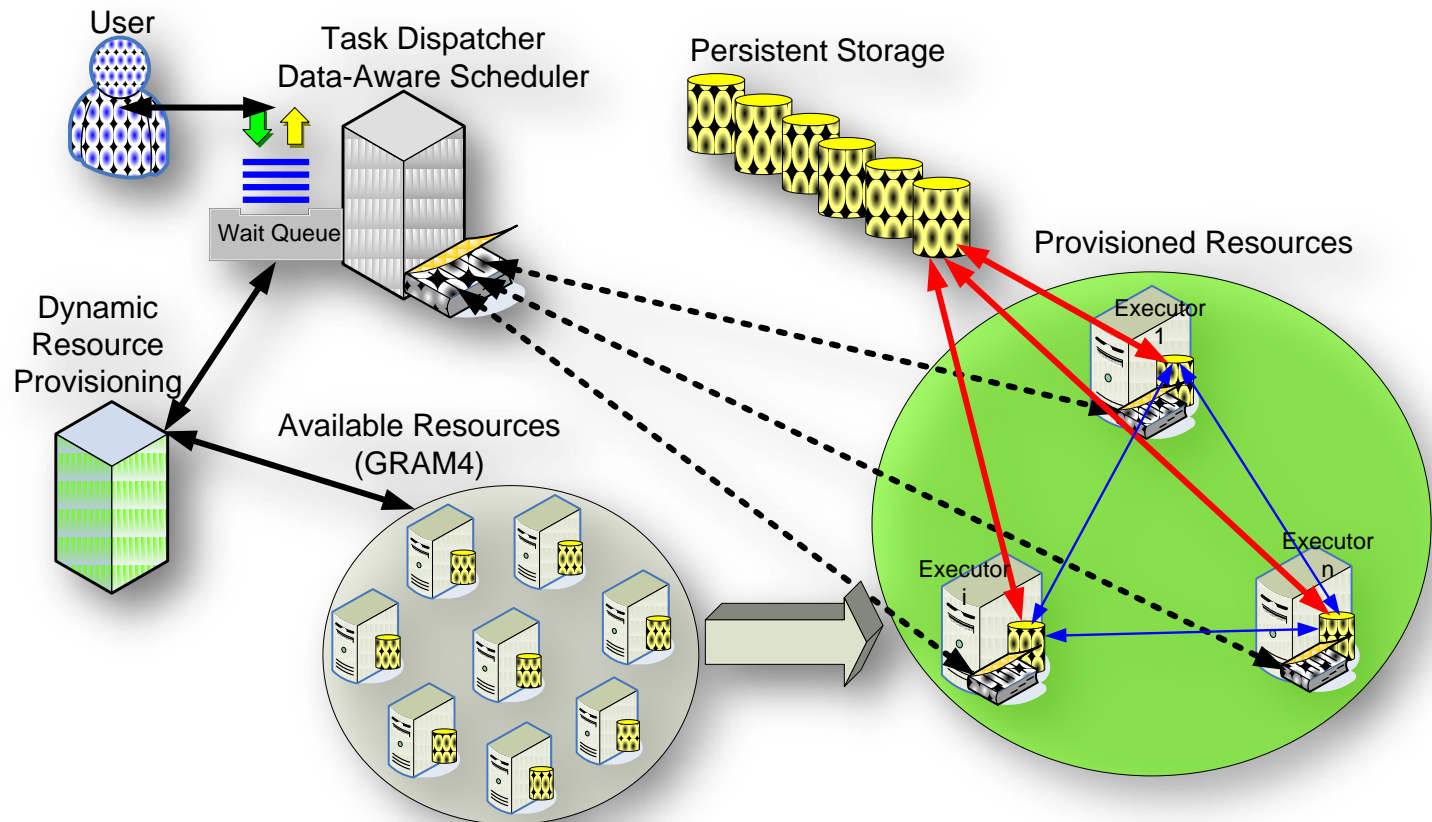 User
Task Dispatcher
Data-Aware Scheduler
Persistent Storage
Wait Queue
Provisioned Resources
Dynamic
Resource
Provisioning
Executor
1
Available Resources
(GRAM4)
Executor
i
Executor
n